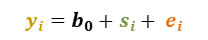 yᵢ = b₀ + sᵢ + eᵢ